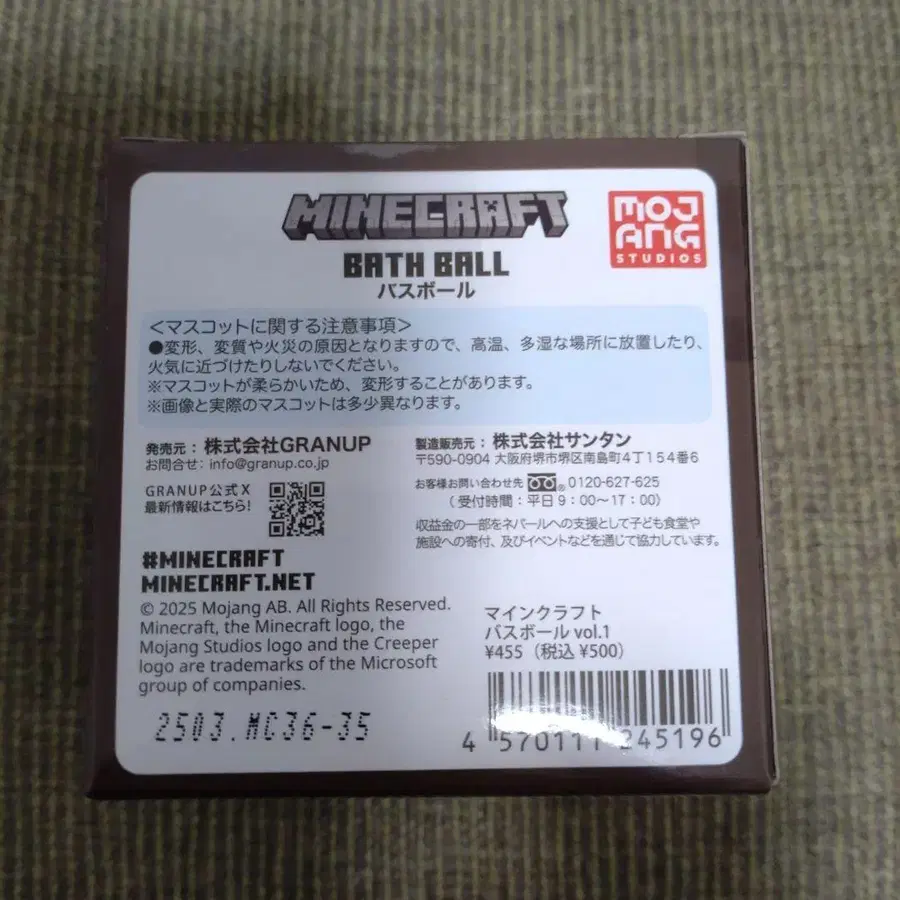 MINECRAFT
MOJANG
STUDIOS
BATH BALL
バスボール
＜マスコットに関する注意事項＞
●変形、変質や火災の原因となりますので、高温、多湿な場所に放置したり、
火気に近づけたりしないでください。
※マスコットが柔らかいため、変形することがあります。
※画像と実際のマスコットは多少異なります。
発売元：株式会社GRANUP
お問合せ：info@granup.co.jp
GRANUP公式X
最新情報はこちら!
製造販売元：株式会社サンタン
〒590-0904 大阪府堺市堺区南島町4丁154番6
お客様お問い合わせ先 0120-627-625
（受付時間：平日9：00～17：00）
収益金の一部をネパールへの支援として子ども食堂や
施設への寄付、及びイベントなどを通じて協力しています。
#MINECRAFT
MINECRAFT.NET
© 2025 Mojang AB. All Rights Reserved.
Minecraft, the Minecraft logo, the
Mojang Studios logo and the Creeper
logo are trademarks of the Microsoft
group of companies.
2503.MC36-35
マインクラフト
バスボール vol.1
¥455（税込 ¥500）
4 570111 245196